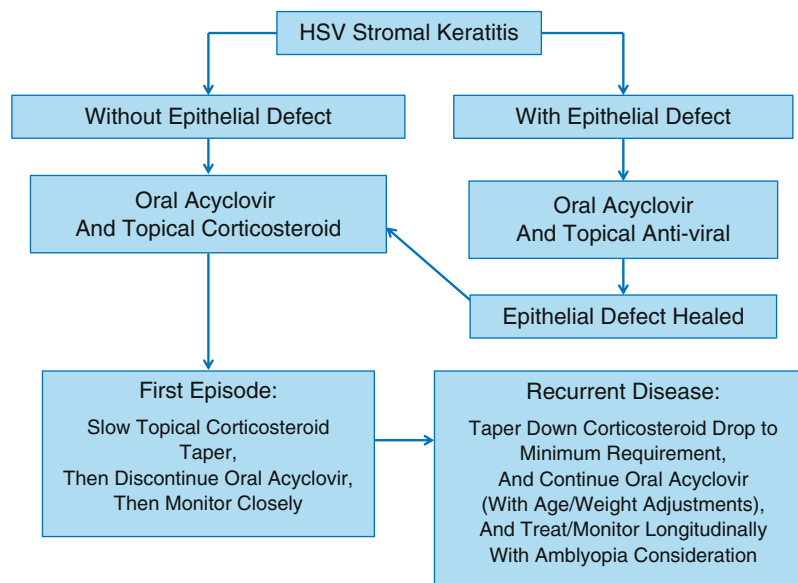 HSV Stromal Keratitis
Without Epithelial Defect
With Epithelial Defect
Oral Acyclovir
And Topical Corticosteroid
Oral Acyclovir
And Topical Anti-viral
Epithelial Defect Healed
First Episode:
Slow Topical Corticosteroid
Taper,
Then Discontinue Oral Acyclovir,
Then Monitor Closely
Recurrent Disease:
Taper Down Corticosteroid Drop to
Minimum Requirement,
And Continue Oral Acyclovir
(With Age/Weight Adjustments),
And Treat/Monitor Longitudinally
With Amblyopia Consideration